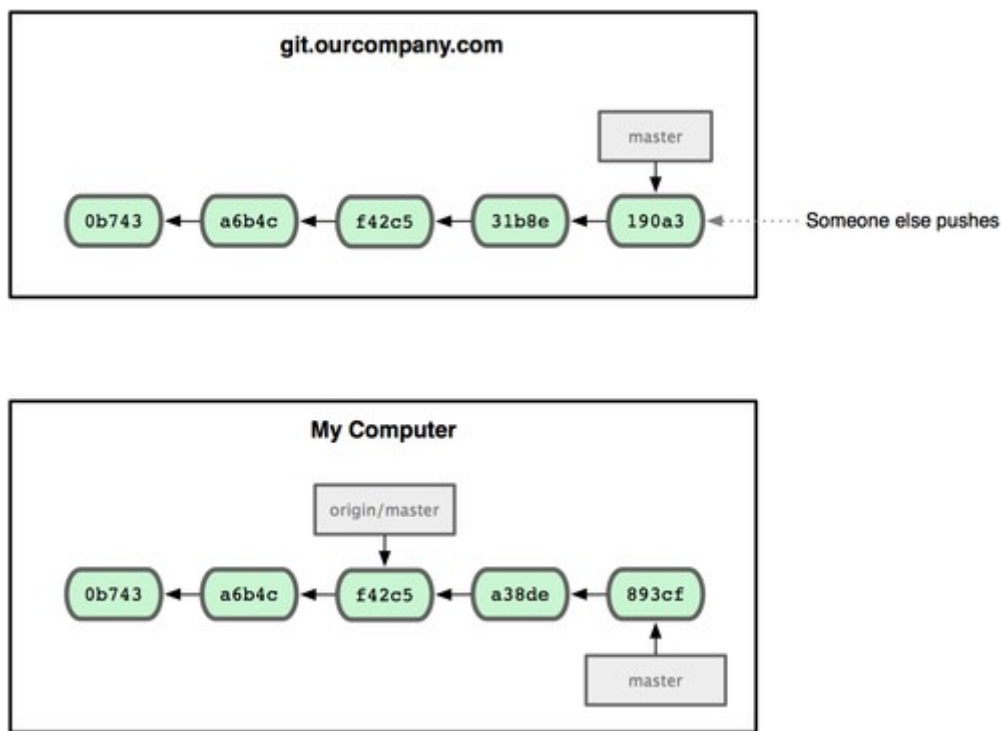 git.ourcompany.com
master
0b743 a6b4c f42c5 31b8e 190a3 Someone else pushes
My Computer
origin/master
0b743 a6b4c f42c5 a38de 893cf
master